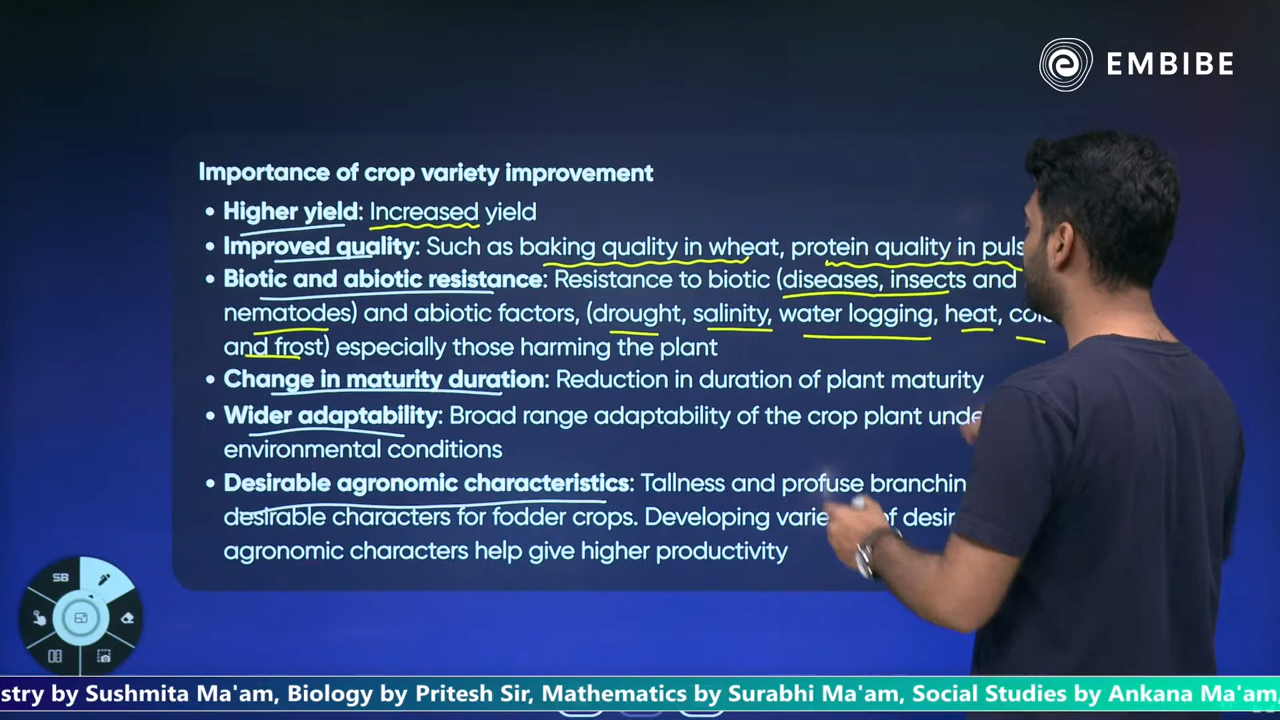 EMBIBE
Importance of crop variety improvement
• Higher yield: Increased yield
• Improved quality: Such as baking quality in wheat, protein quality in puls
• Biotic and abiotic resistance: Resistance to biotic (diseases, insects and
nematodes) and abiotic factors, (drought, salinity, water logging, heat,
and frost) especially those harming the plant
• Change in maturity duration: Reduction in duration of plant maturity
• Wider adaptability: Broad range adaptability of the crop plant unde
environmental conditions
• Desirable agronomic characteristics: Tallness and profuse branchin
desirable characters for fodder crops. Developing desir
agronomic characters help give higher productivity
SB
stry by Sushmita Ma'am, Biology by Pritesh Sir, Mathematics by Surabhi Ma'am, Social Studies by Ankana Ma'am,